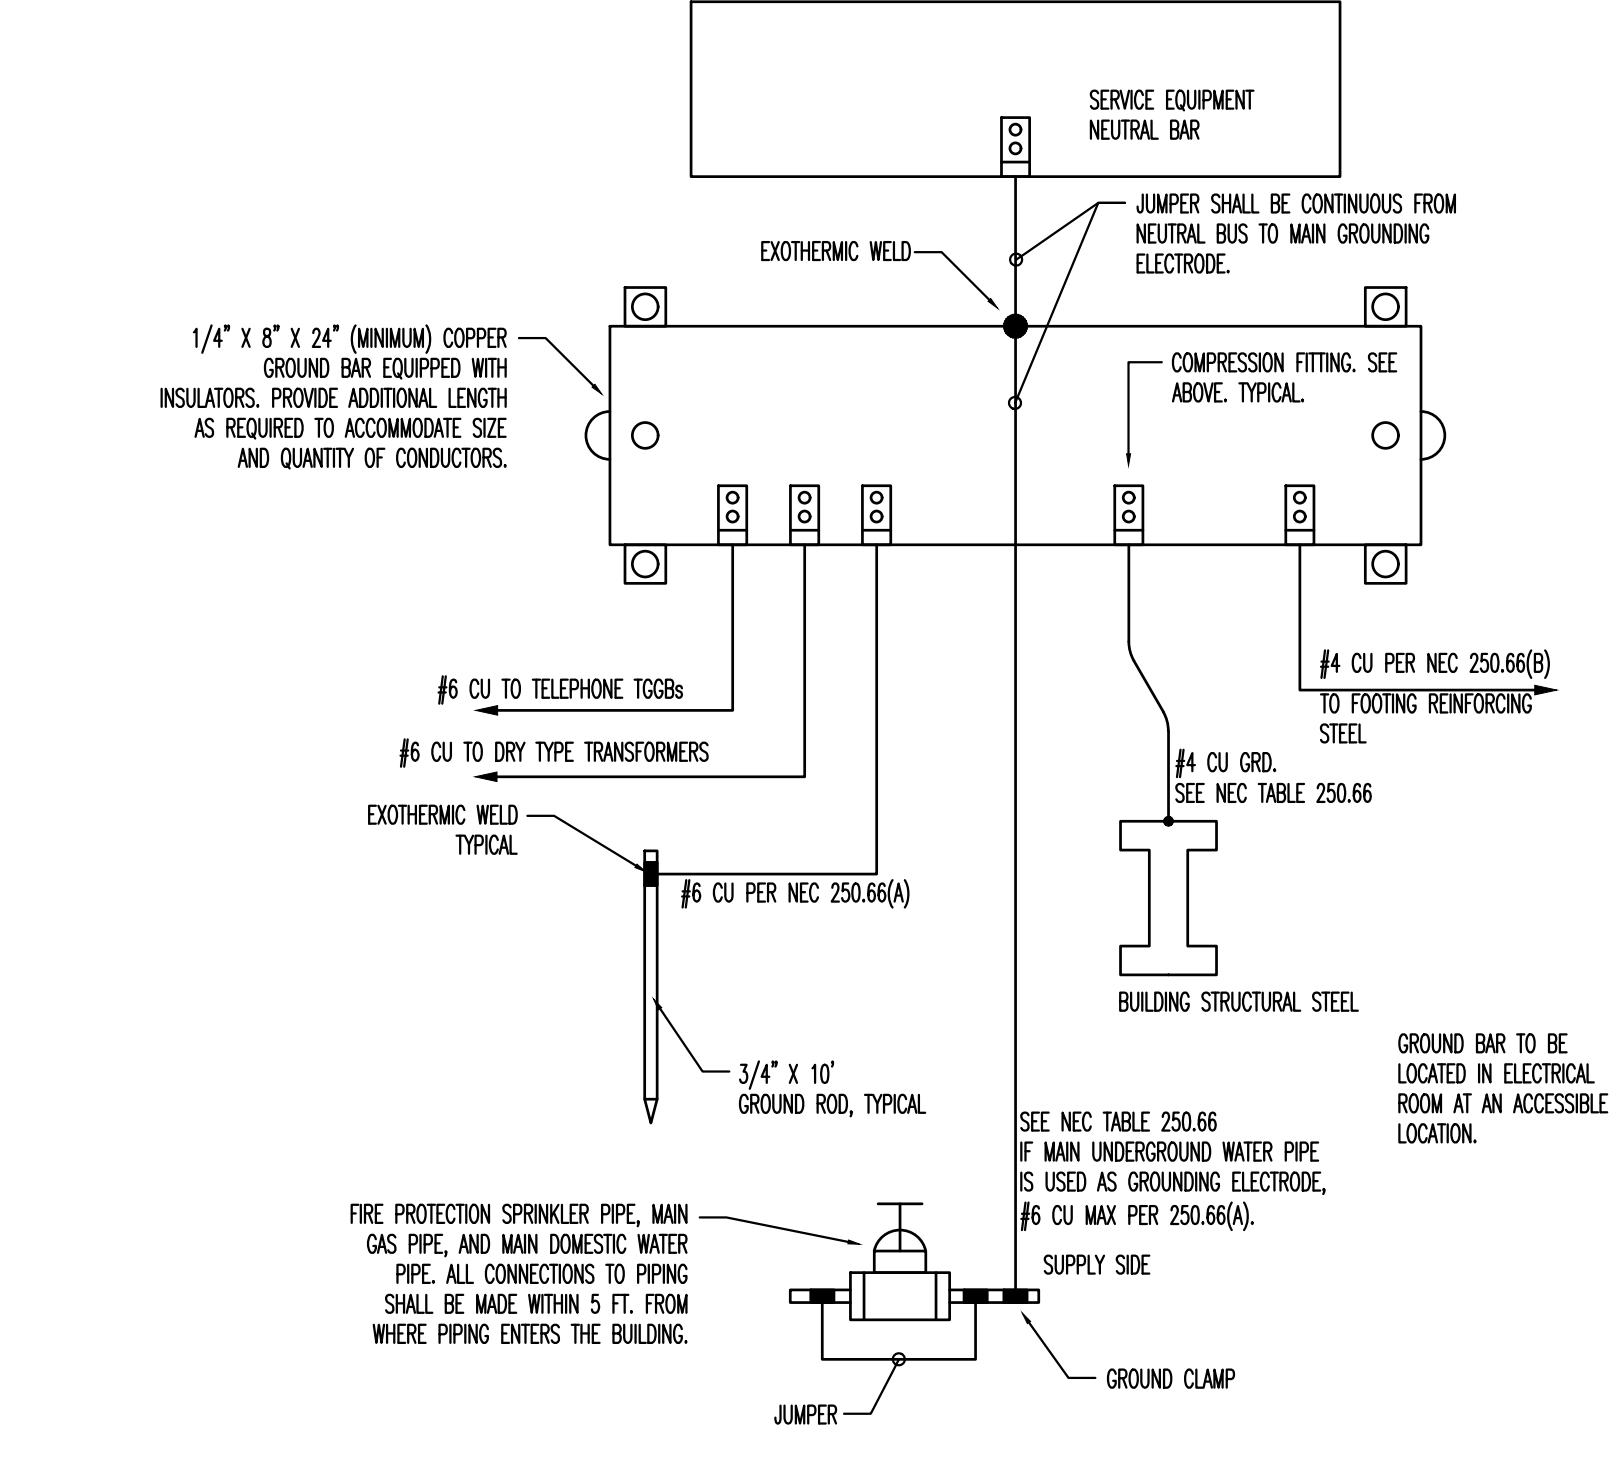 SERVICE EQUIPMENT
NEUTRAL BAR
JUMPER SHALL BE CONTINUOUS FROM
NEUTRAL BUS TO MAIN GROUNDING
ELECTRODE.
EXOTHERMIC WELD
1/4" X 8" X 24" (MINIMUM) COPPER
GROUND BAR EQUIPPED WITH
INSULATORS. PROVIDE ADDITIONAL LENGTH
AS REQUIRED TO ACCOMMODATE SIZE
AND QUANTITY OF CONDUCTORS.
COMPRESSION FITTING. SEE
ABOVE. TYPICAL.
#6 CU TO TELEPHONE TGGBs
#6 CU TO DRY TYPE TRANSFORMERS
#4 CU PER NEC 250.66(B)
TO FOOTING REINFORCING
STEEL
#4 CU GRD.
SEE NEC TABLE 250.66
EXOTHERMIC WELD
TYPICAL
#6 CU PER NEC 250.66(A)
BUILDING STRUCTURAL STEEL
3/4" X 10'
GROUND ROD, TYPICAL
GROUND BAR TO BE
LOCATED IN ELECTRICAL
ROOM AT AN ACCESSIBLE
LOCATION.
SEE NEC TABLE 250.66
IF MAIN UNDERGROUND WATER PIPE
IS USED AS GROUNDING ELECTRODE,
#6 CU MAX PER 250.66(A).
SUPPLY SIDE
FIRE PROTECTION SPRINKLER PIPE, MAIN
GAS PIPE, AND MAIN DOMESTIC WATER
PIPE. ALL CONNECTIONS TO PIPING
SHALL BE MADE WITHIN 5 FT. FROM
WHERE PIPING ENTERS THE BUILDING.
GROUND CLAMP
JUMPER